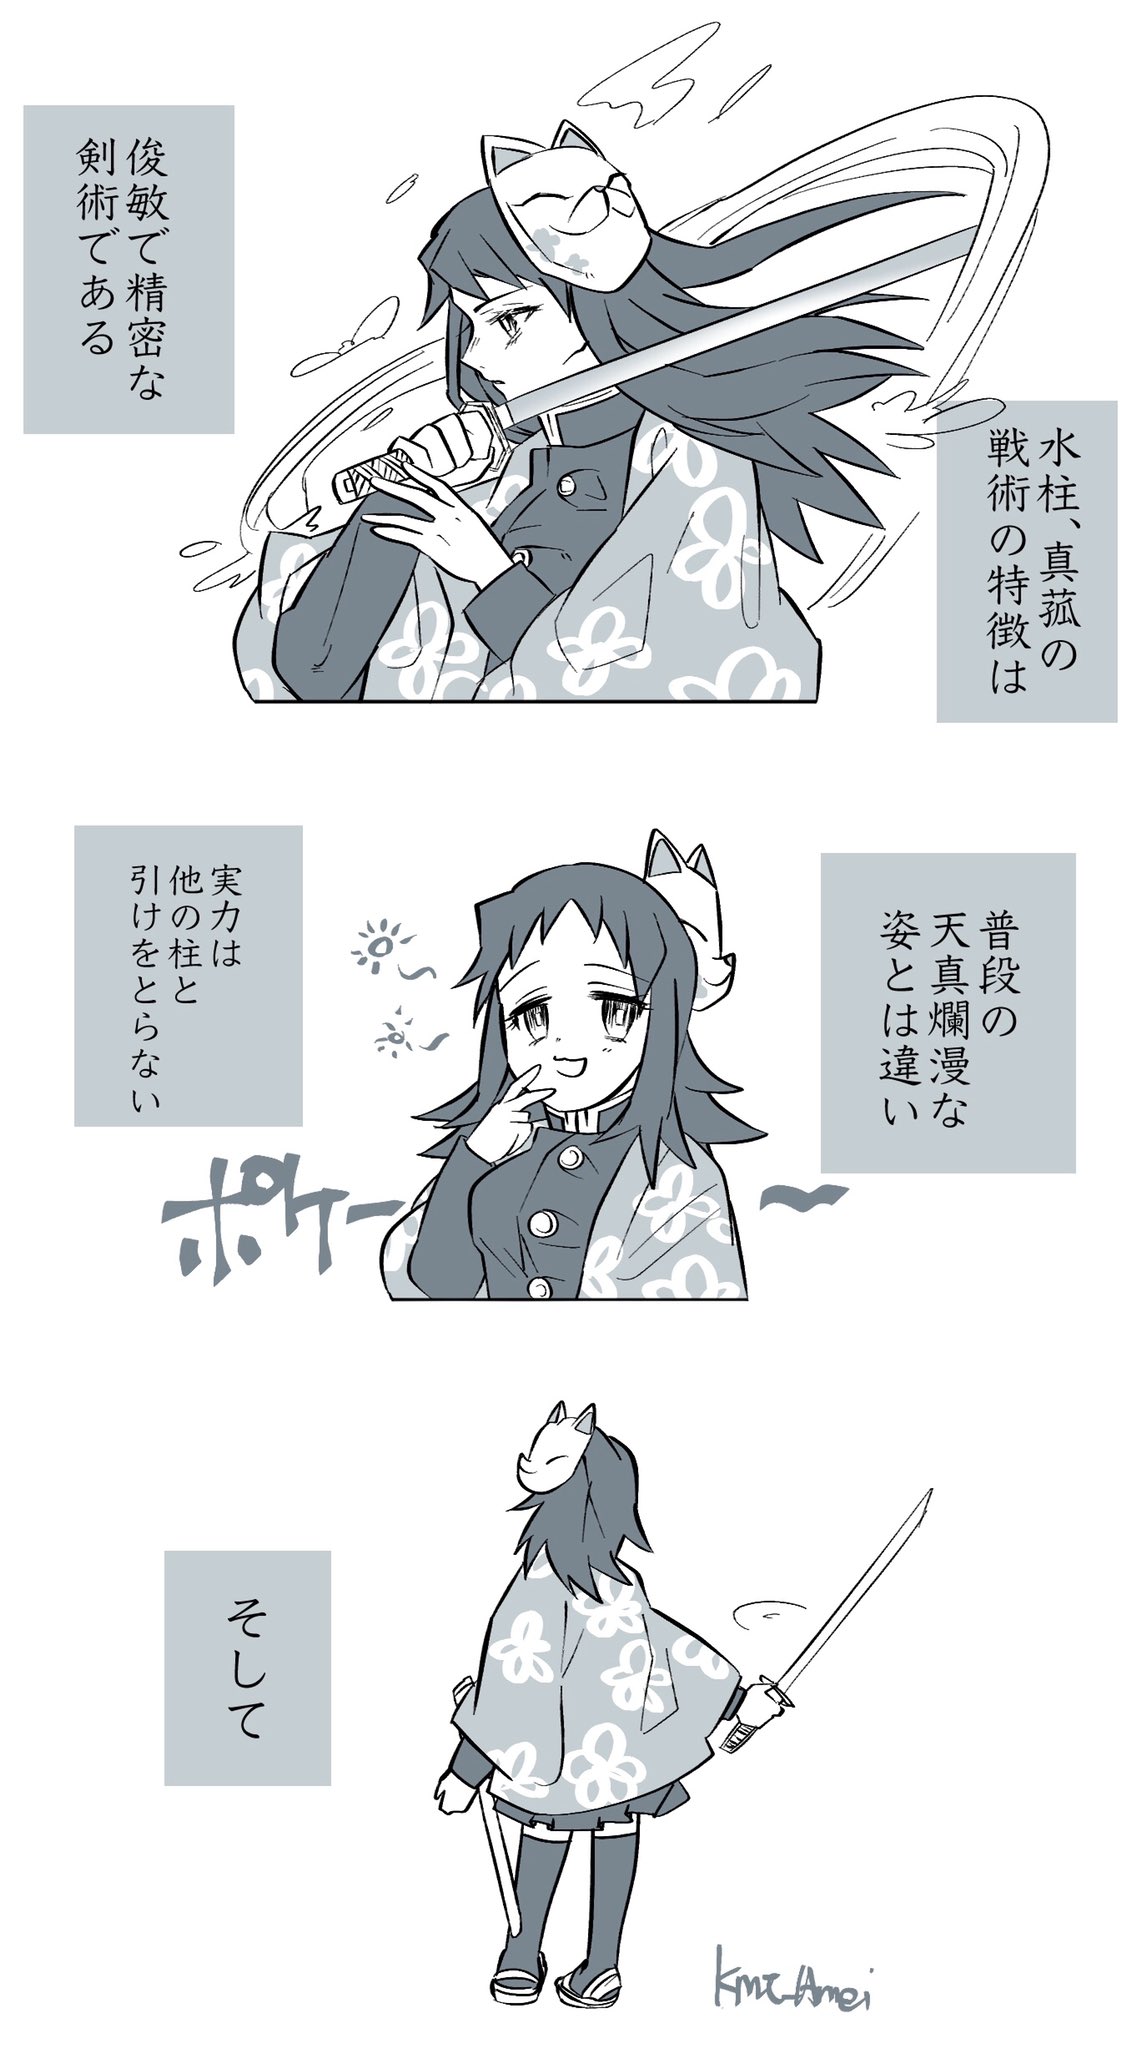 水柱、真菰の
戦術の特徴は
俊敏で精密な
剣術である
普段の
天真爛漫な
姿とは違い
実力は
他の柱と
引けをとらない
ポケー〜
そして
kmt_Amei